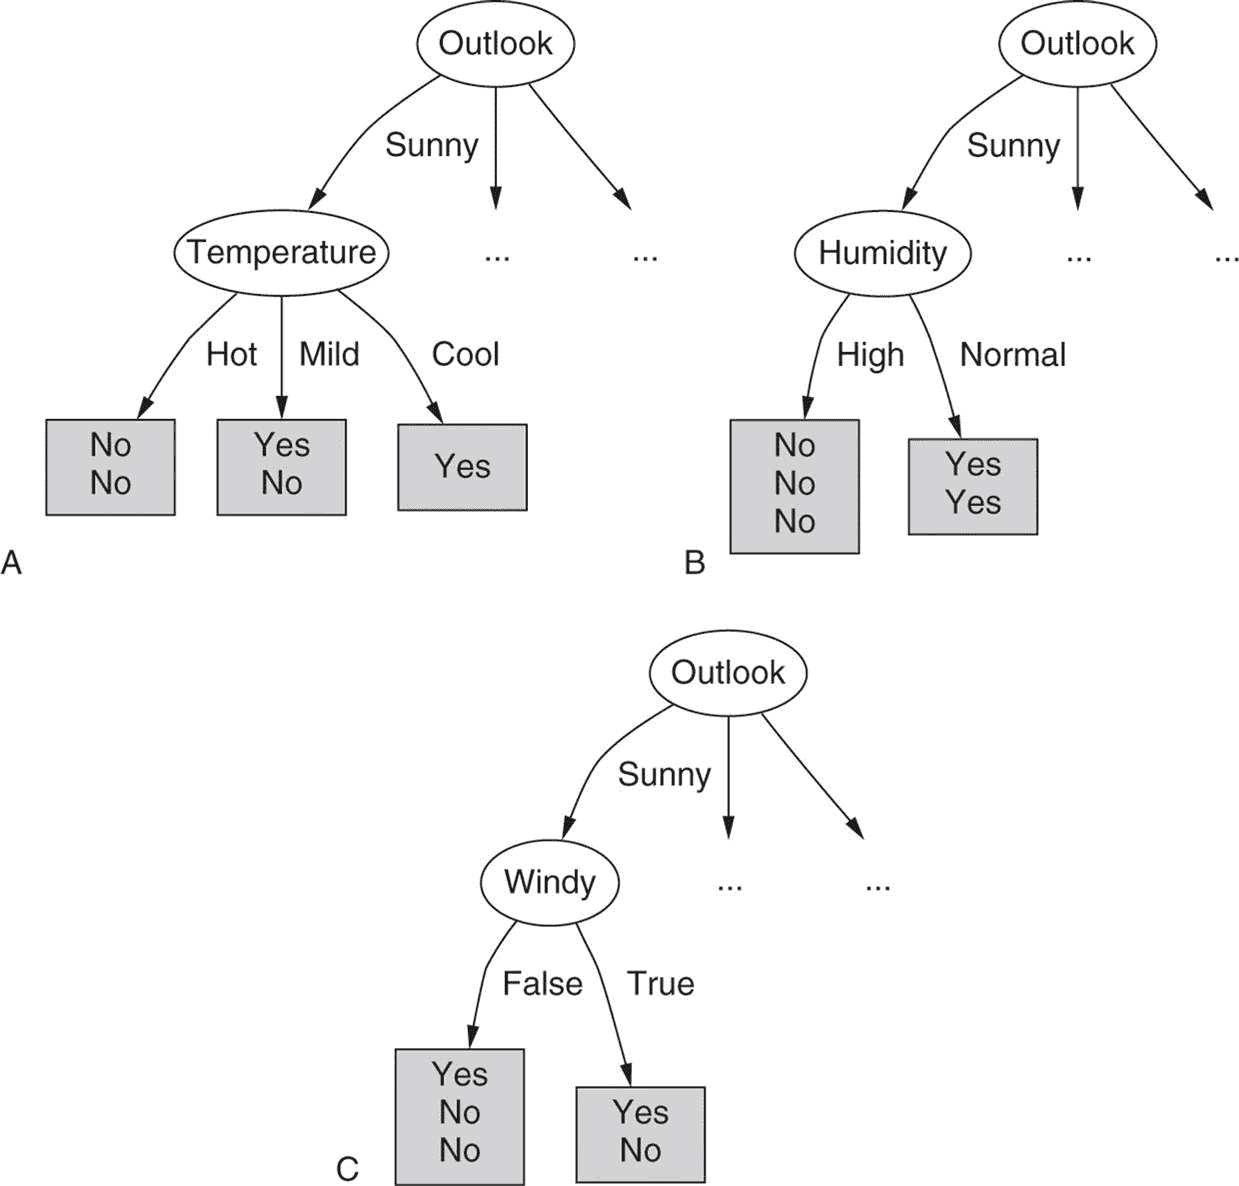 Outlook
Sunny
Temperature
...
...
Hot
Mild
Cool
No
No
Yes
No
Yes
A
Outlook
Sunny
Humidity
...
...
High
Normal
No
No
No
Yes
Yes
B
Outlook
Sunny
Windy
...
...
False
True
Yes
No
No
Yes
No
C